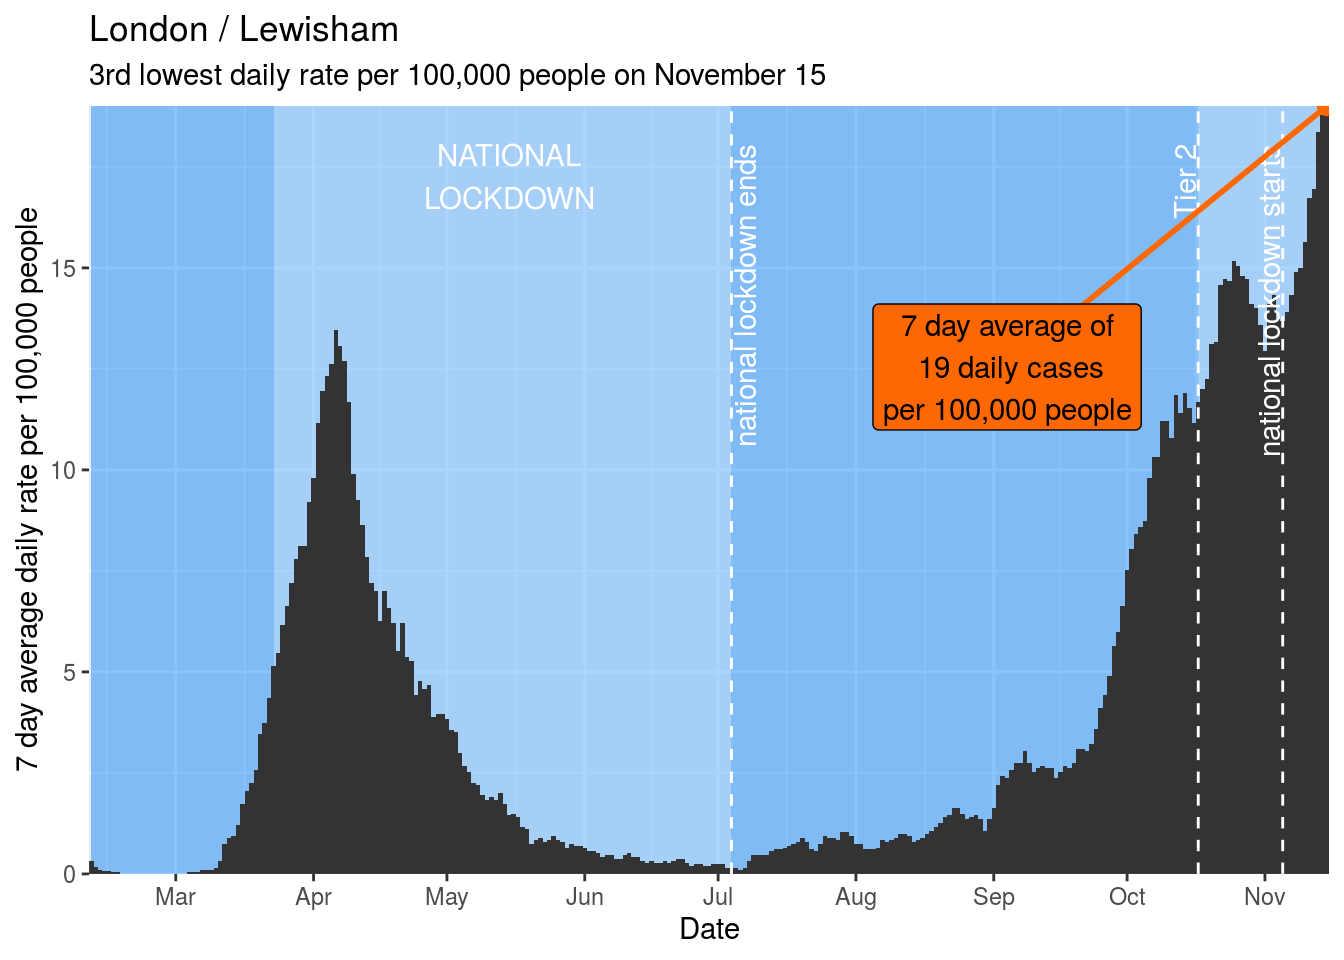 London / Lewisham
3rd lowest daily rate per 100,000 people on November 15
NATIONAL
LOCKDOWN
national lockdown ends
Tier 2
national lockdown starts
7 day average of
19 daily cases
per 100,000 people
7 day average daily rate per 100,000 people
15
10
5
0
Mar
Apr
May
Jun
Jul
Aug
Sep
Oct
Nov
Date